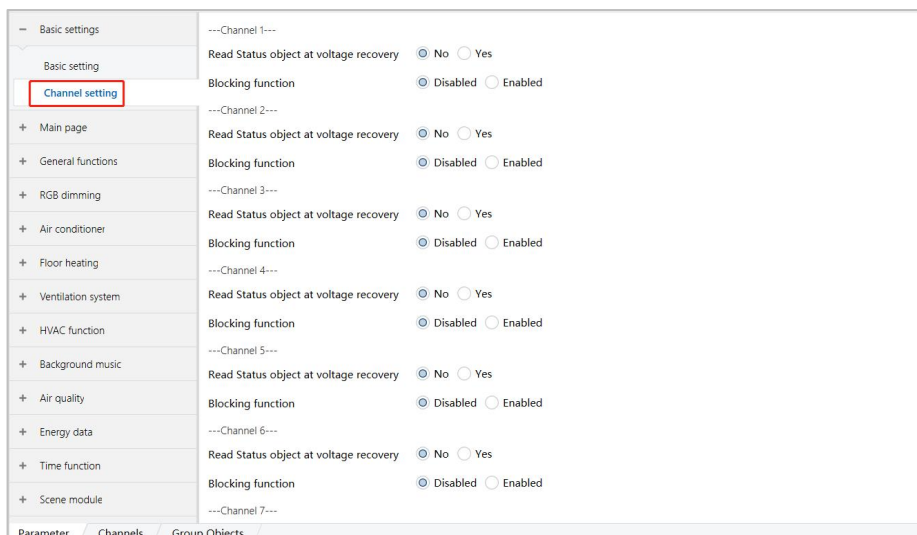 − Basic settings
Basic setting
Channel setting
+ Main page
+ General functions
+ RGB dimming
+ Air conditioner
+ Floor heating
+ Ventilation system
+ HVAC function
+ Background music
+ Air quality
+ Energy data
+ Time function
+ Scene module
---Channel 1---
Read Status object at voltage recovery No Yes
Blocking function Disabled Enabled
---Channel 2---
Read Status object at voltage recovery No Yes
Blocking function Disabled Enabled
---Channel 3---
Read Status object at voltage recovery No Yes
Blocking function Disabled Enabled
---Channel 4---
Read Status object at voltage recovery No Yes
Blocking function Disabled Enabled
---Channel 5---
Read Status object at voltage recovery No Yes
Blocking function Disabled Enabled
---Channel 6---
Read Status object at voltage recovery No Yes
Blocking function Disabled Enabled
---Channel 7---
Parameter Channels Group Objects